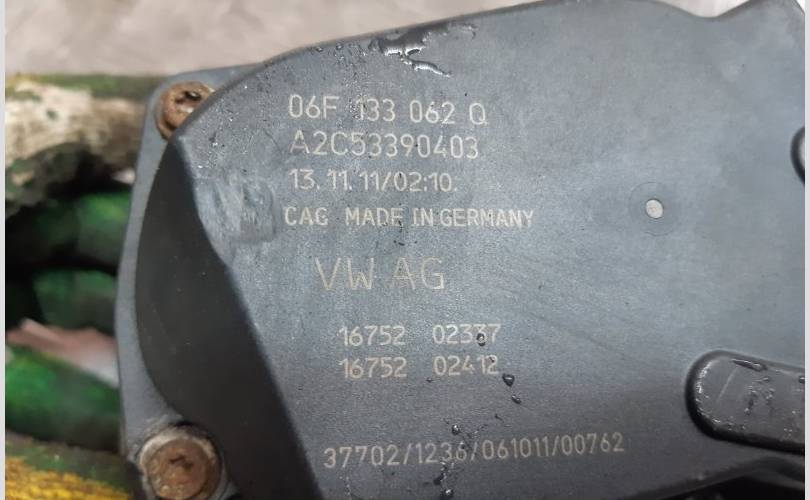 06F 133 062 Q
A2C53390403
13.11.11/02:10.
CAG MADE IN GERMANY
VW AG
16752 02337
16752 02412
37702/1236/061011/00762